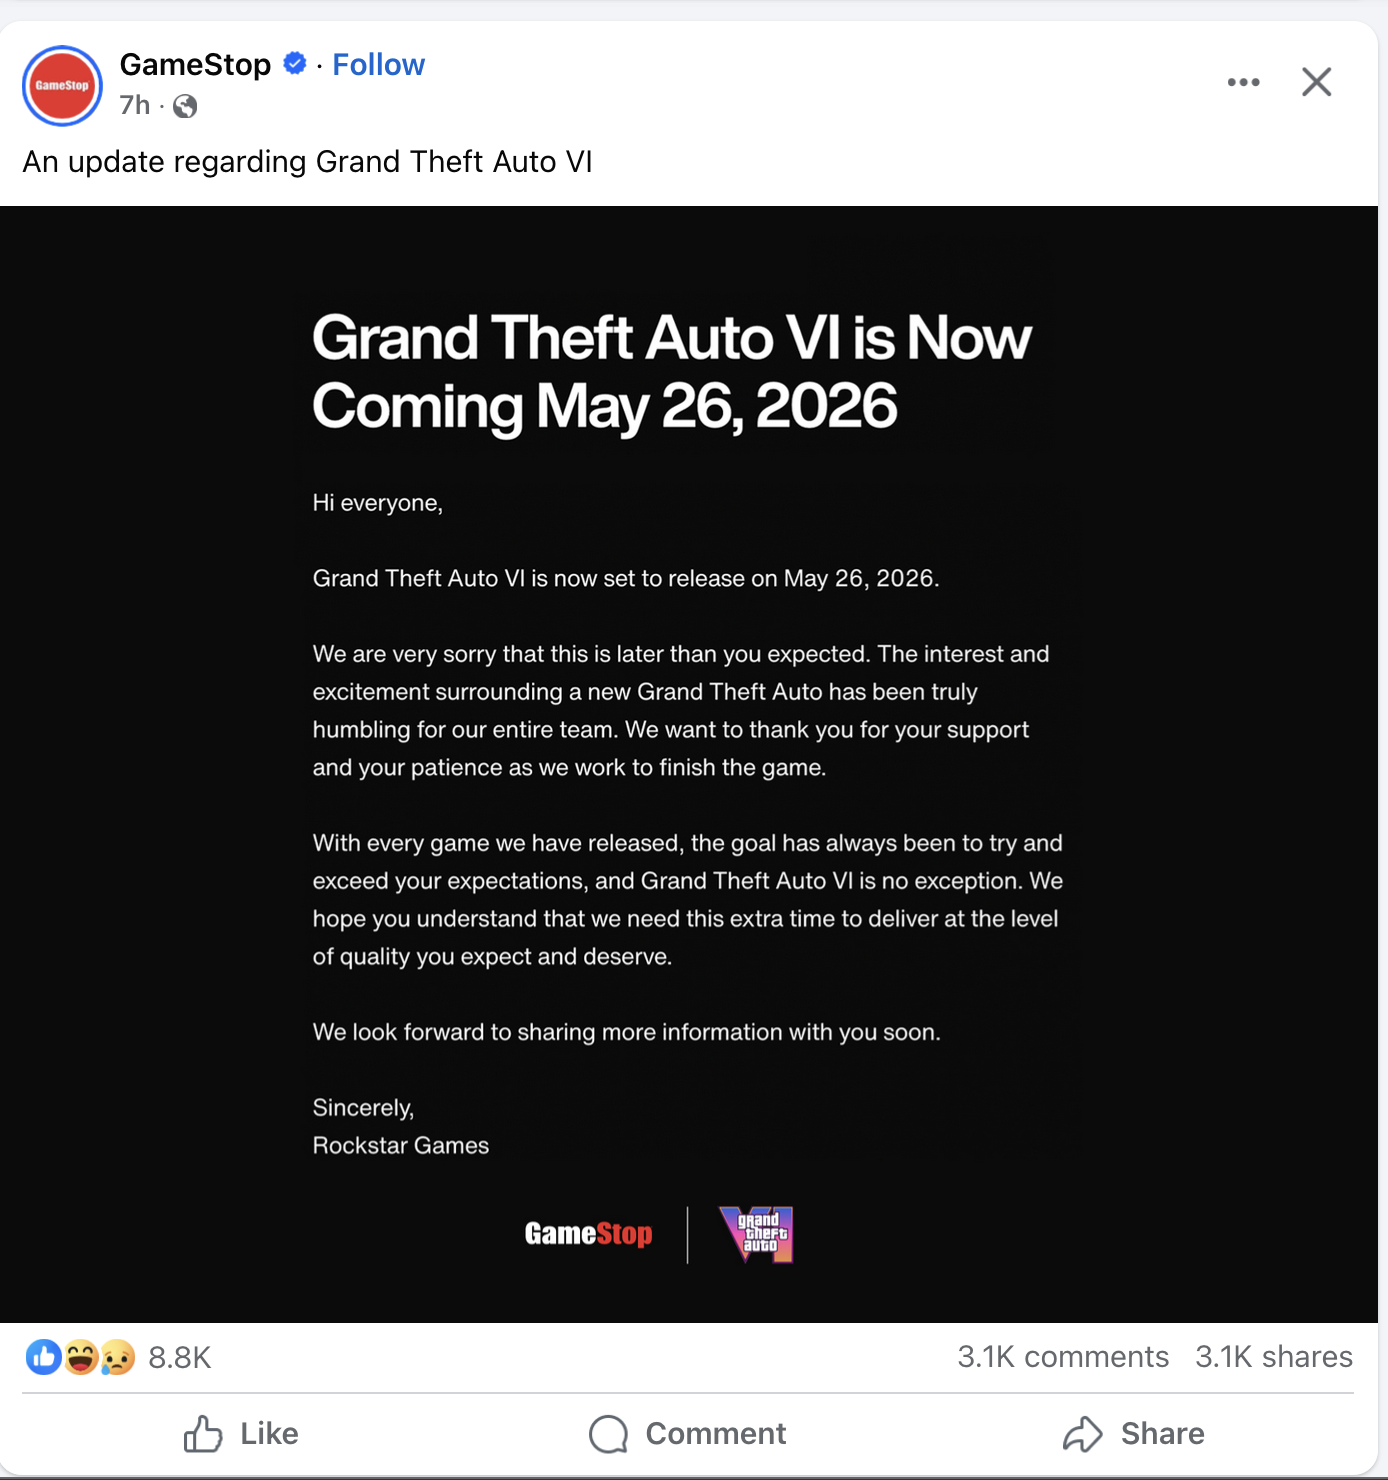 GameStop · Follow
7h ·
An update regarding Grand Theft Auto VI
Grand Theft Auto VI is Now
Coming May 26, 2026
Hi everyone,
Grand Theft Auto VI is now set to release on May 26, 2026.
We are very sorry that this is later than you expected. The interest and
excitement surrounding a new Grand Theft Auto has been truly
humbling for our entire team. We want to thank you for your support
and your patience as we work to finish the game.
With every game we have released, the goal has always been to try and
exceed your expectations, and Grand Theft Auto VI is no exception. We
hope you understand that we need this extra time to deliver at the level
of quality you expect and deserve.
We look forward to sharing more information with you soon.
Sincerely,
Rockstar Games
GameStop
grand
theft
auto
VI
8.8K 3.1K comments 3.1K shares
Like Comment Share
GameStop